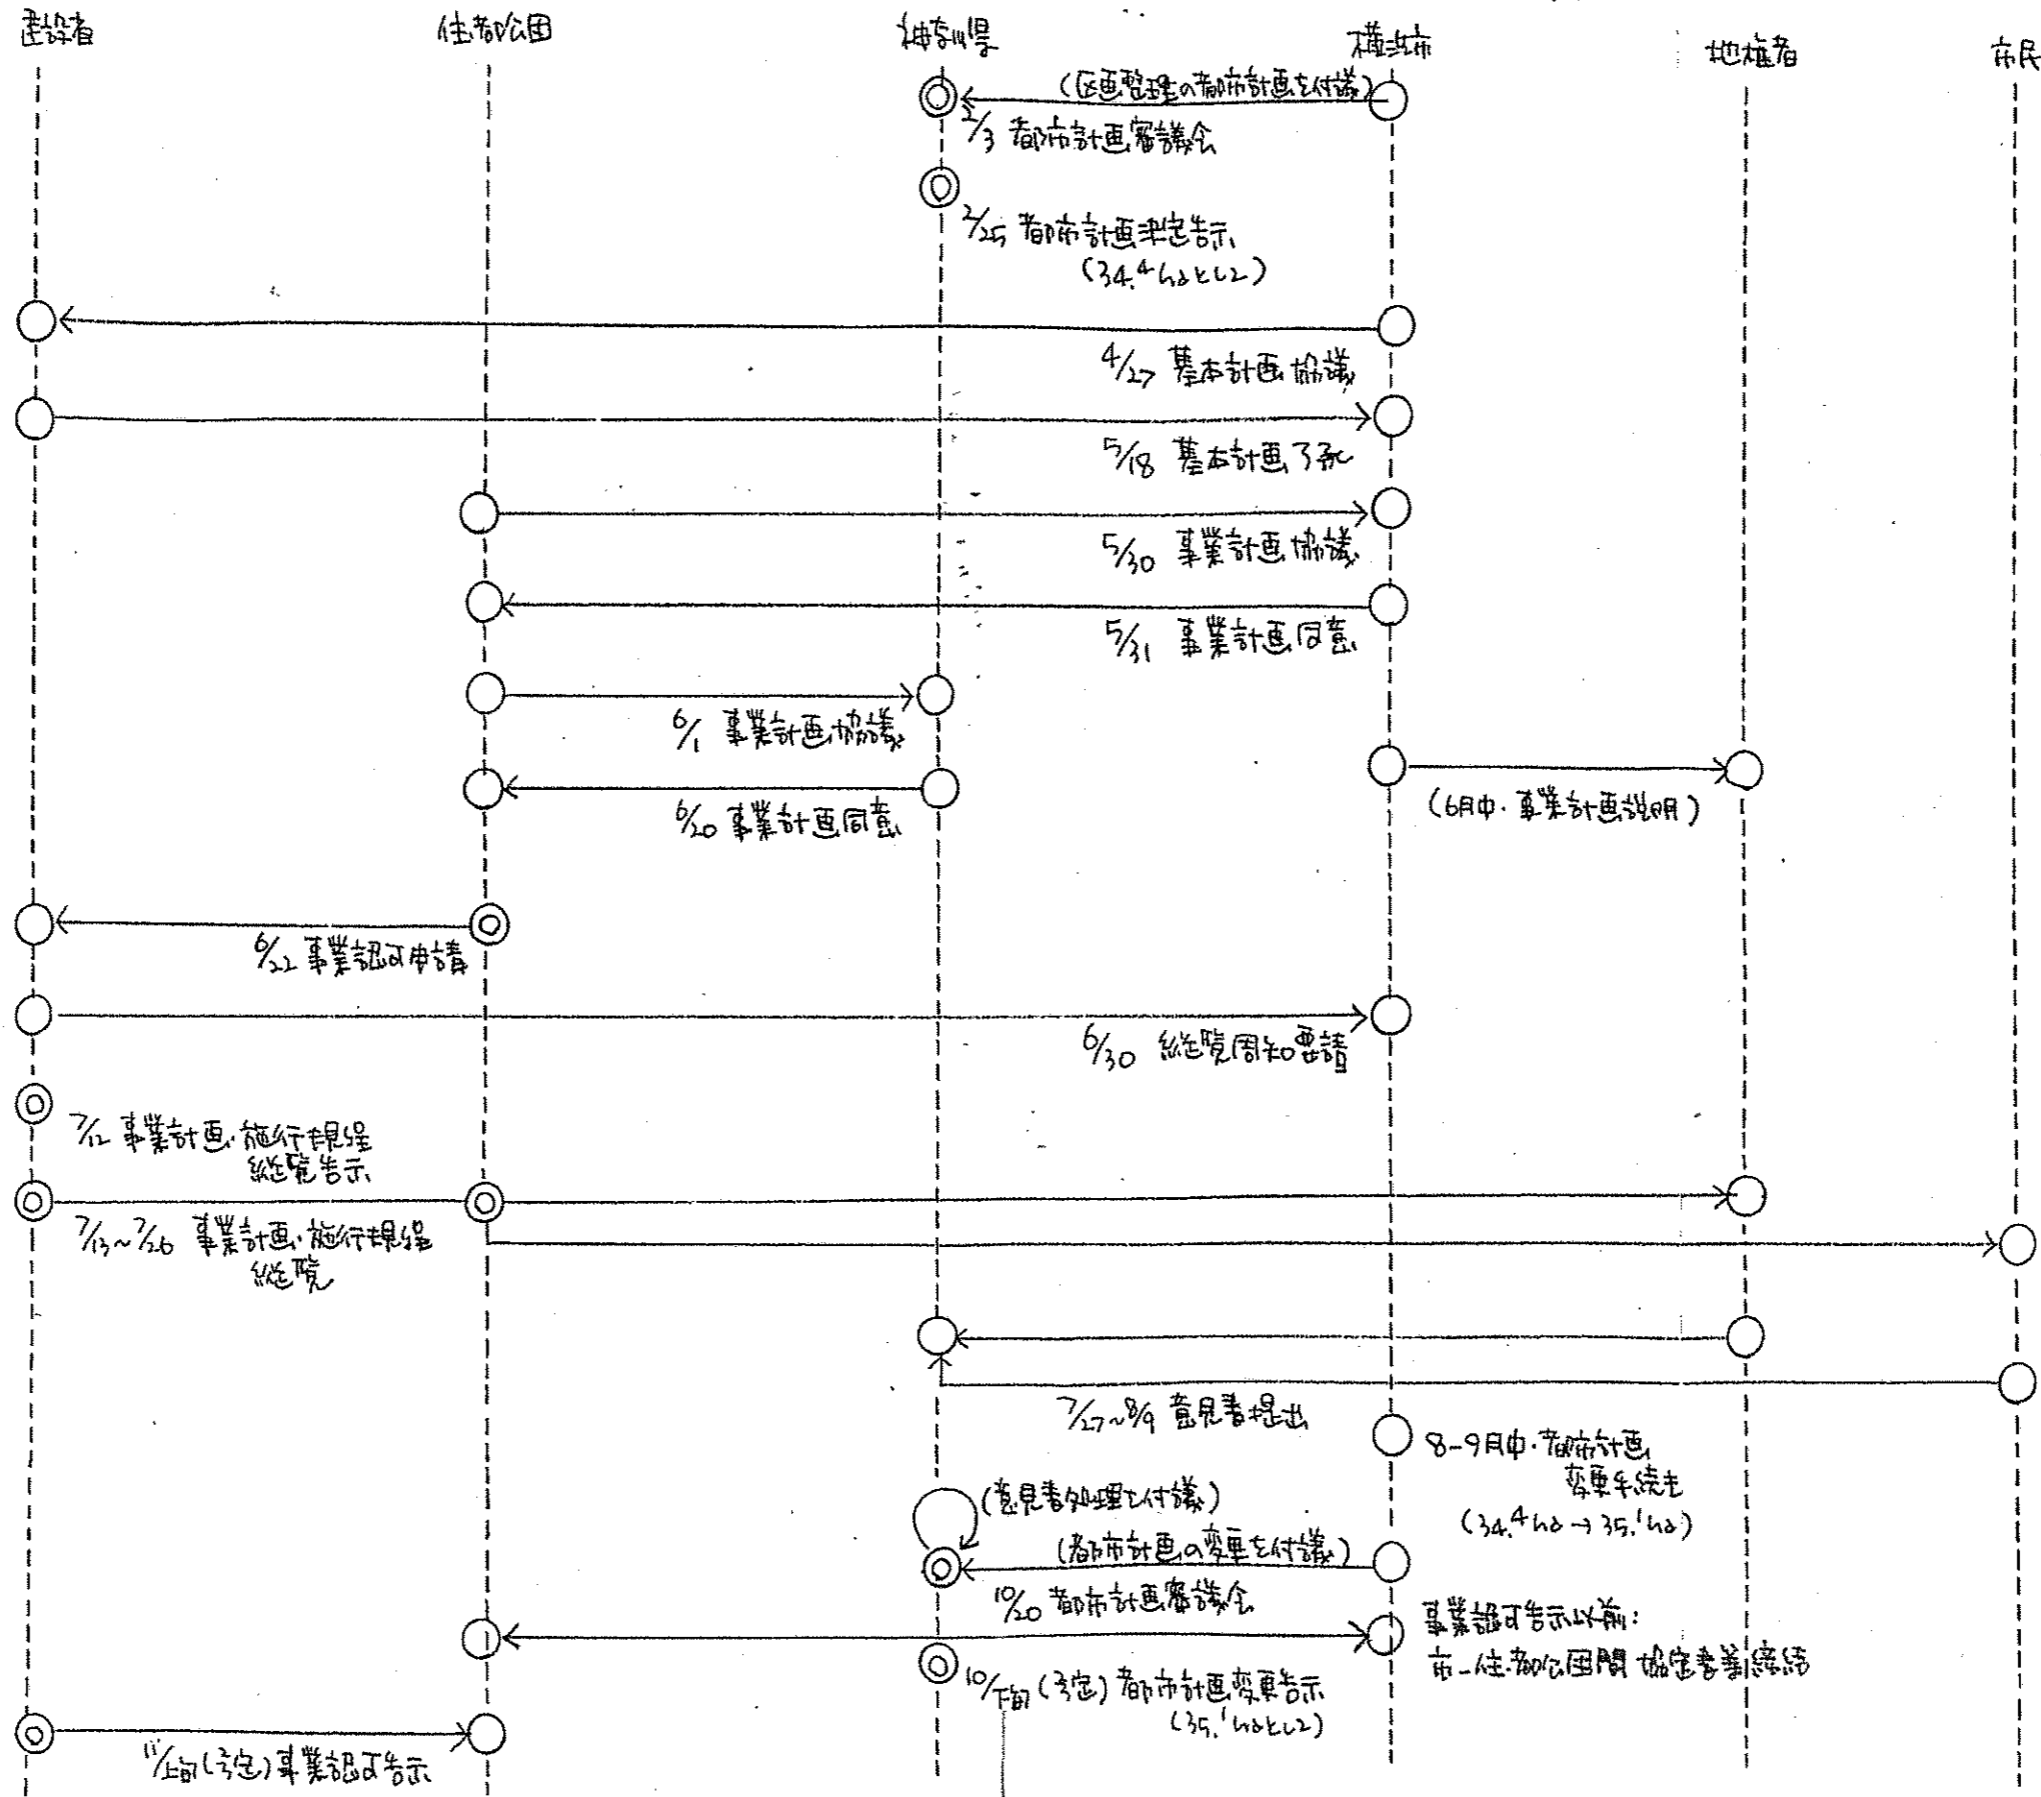 建設省
住都公団
神奈川県
横浜市
地権者
市民
(区画整理の都市計画を付議)
2/3 都市計画審議会
2/25 都市計画決定告示
(34.4haとして)
4/27 基本計画協議
5/18 基本計画了承
5/30 事業計画協議
5/31 事業計画同意
6/1 事業計画協議
(6月中・事業計画説明)
6/20 事業計画同意
6/22 事業認可申請
6/30 縦覧周知要請
7/12 事業計画・施行規程
縦覧告示
7/13~7/26 事業計画・施行規程
縦覧
7/27~8/9 意見書提出
8-9月中・都市計画
変更手続き
(34.4ha→35.1ha)
(意見書処理を付議)
(都市計画の変更を付議)
10/20 都市計画審議会
事業認可告示以前:
市-住都公団間 協定書等締結
10/下旬(予定) 都市計画変更告示
(35.1haとして)
11/上旬(予定) 事業認可告示